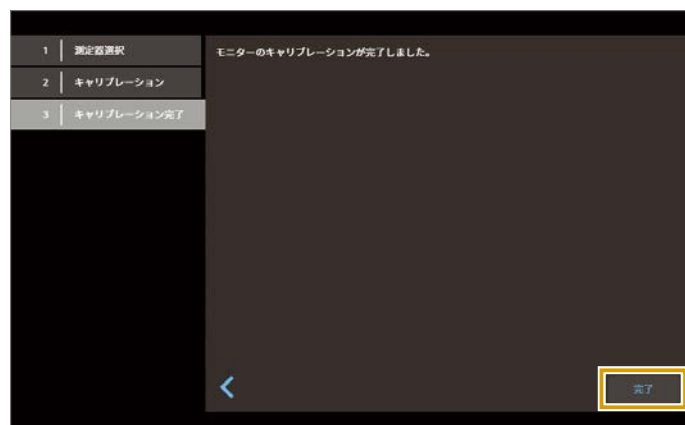 1 測定器選択
2 キャリブレーション
3 キャリブレーション完了
モニターのキャリブレーションが完了しました。
完了